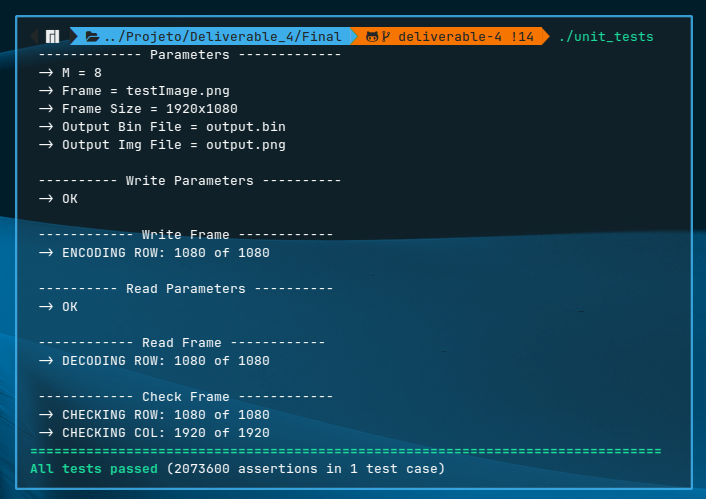 ../Projeto/Deliverable_4/Final deliverable-4 !14 ./unit_tests
------------- Parameters -------------
-> M = 8
-> Frame = testImage.png
-> Frame Size = 1920x1080
-> Output Bin File = output.bin
-> Output Img File = output.png
---------- Write Parameters ----------
-> OK
------------ Write Frame ------------
-> ENCODING ROW: 1080 of 1080
---------- Read Parameters ----------
-> OK
------------ Read Frame ------------
-> DECODING ROW: 1080 of 1080
------------ Check Frame ------------
-> CHECKING ROW: 1080 of 1080
-> CHECKING COL: 1920 of 1920
===============================================================================
All tests passed (2073600 assertions in 1 test case)